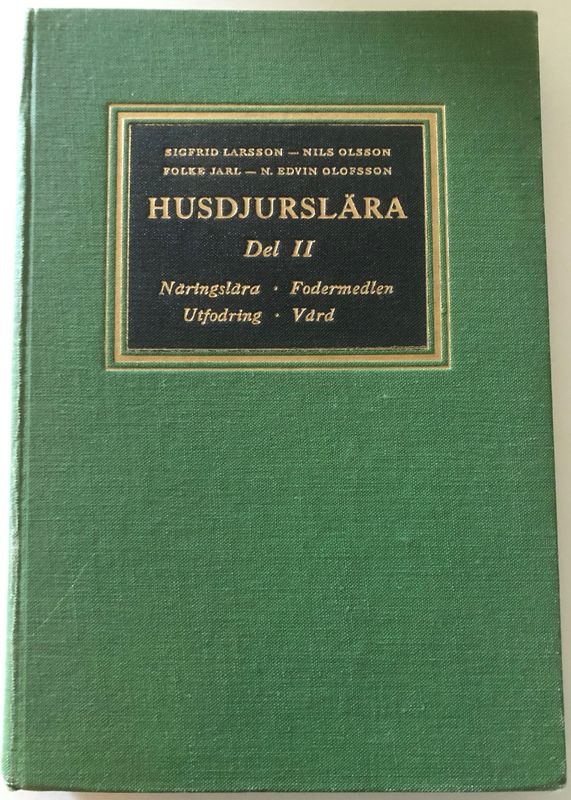 SIGFRID LARSSON — NILS OLSSON
FOLKE JARL — N. EDVIN OLOFSSON
HUSDJURSLÄRA
Del II
Näringslära · Fodermedlen
Utfodring · Vård